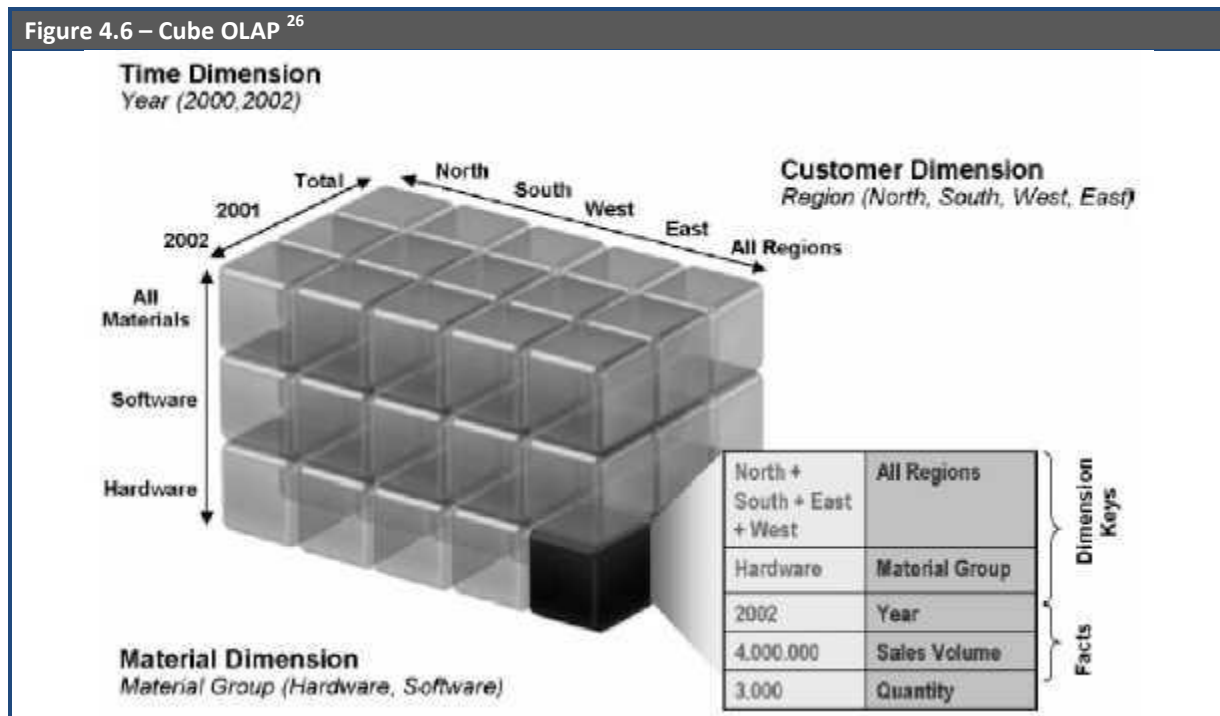 Figure 4.6 – Cube OLAP 26
Time Dimension
Year (2000,2002)
Customer Dimension
Region (North, South, West, East)
Total
2001
2002
North
South
West
East
All Regions
All
Materials
Software
Hardware
North +
South + East
+ West
All Regions
Hardware
Material Group
2002
Year
4.000.000
Sales Volume
3.000
Quantity
Dimension
Keys
Facts
Material Dimension
Material Group (Hardware, Software)